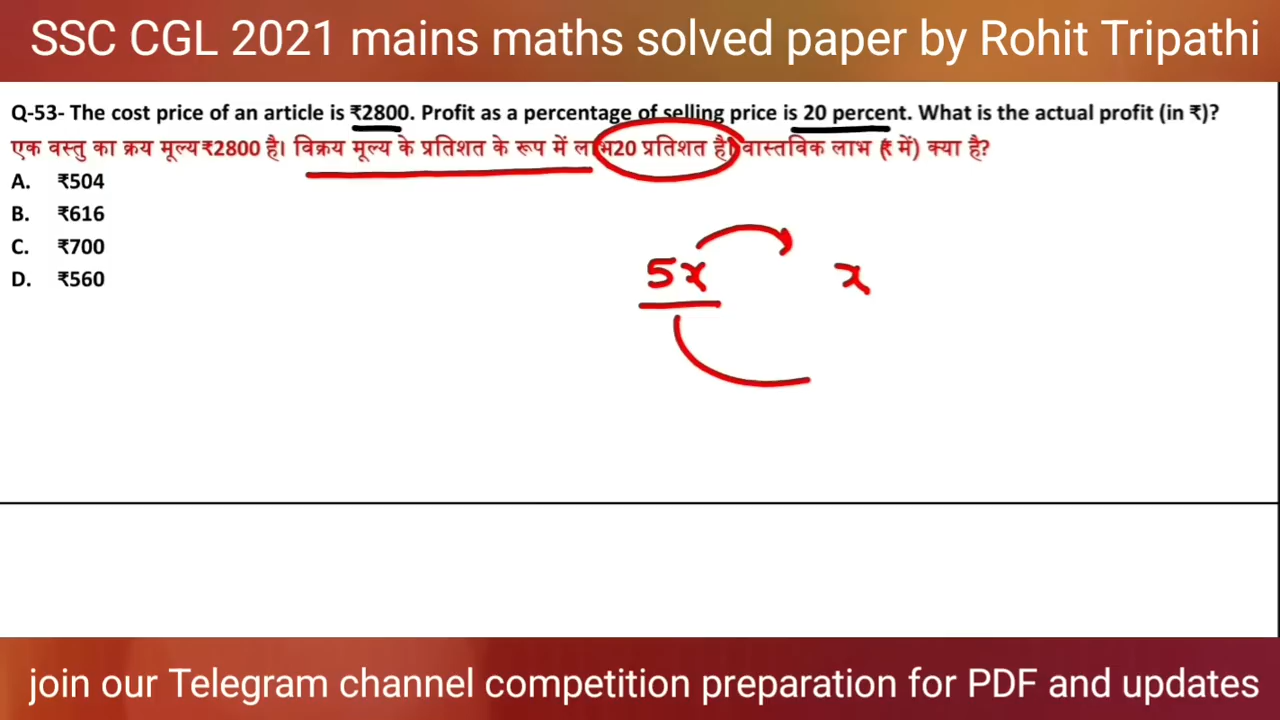 SSC CGL 2021 mains maths solved paper by Rohit Tripathi
Q-53- The cost price of an article is ₹2800. Profit as a percentage of selling price is 20 percent. What is the actual profit (in ₹)?
एक वस्तु का क्रय मूल्य₹2800 है। विक्रय मूल्य के प्रतिशत के रूप में लाभ20 प्रतिशत है। वास्तविक लाभ (₹ में) क्या है?
A. ₹504
B. ₹616
C. ₹700
D. ₹560
5x x
join our Telegram channel competition preparation for PDF and updates